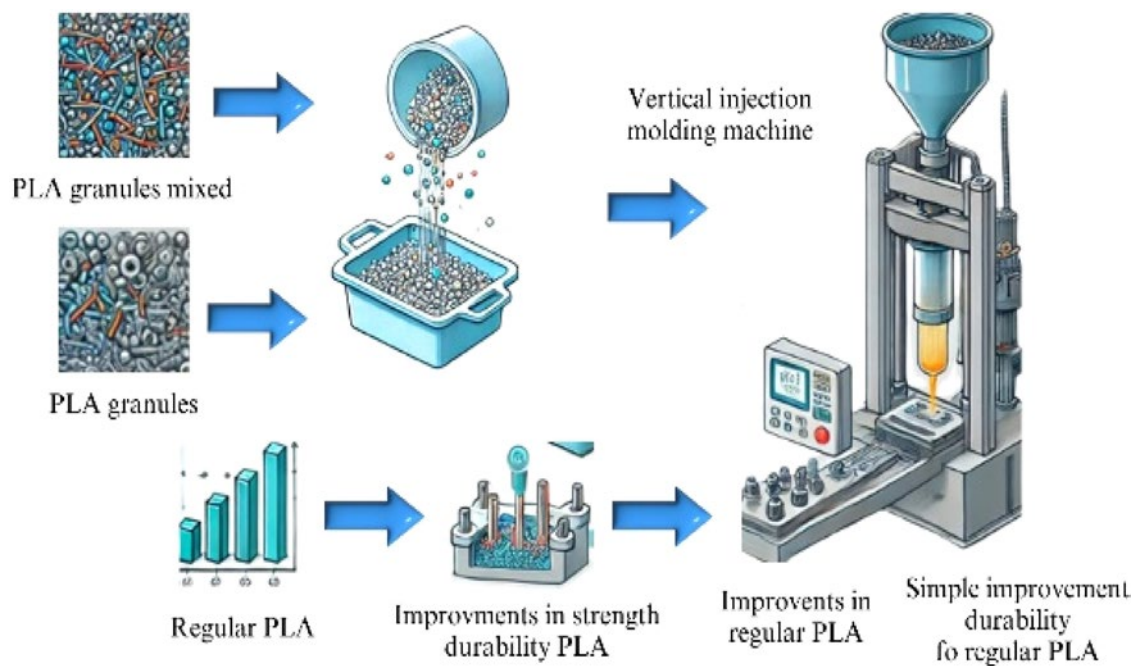 PLA granules mixed
Vertical injection
molding machine
PLA granules
Regular PLA
Improvments in strength
durability PLA
Improvents in
regular PLA
Simple improvement
durability
fo regular PLA